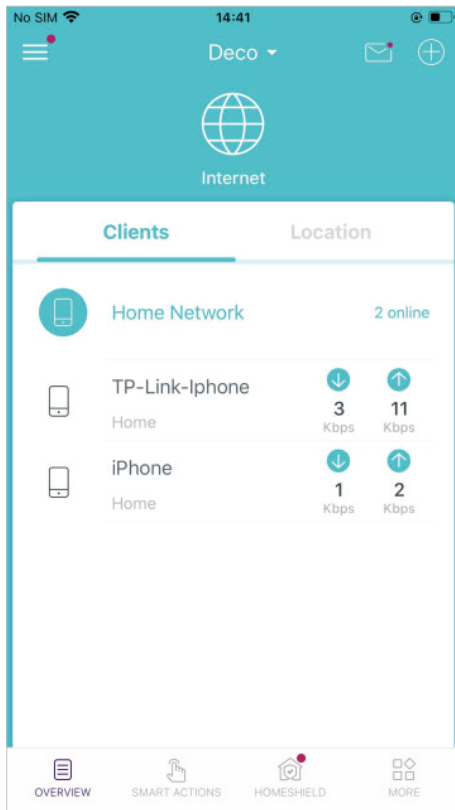 No SIM 14:41
Deco
Internet
Clients Location
Home Network 2 online
TP-Link-Iphone
3 11
Home Kbps Kbps
iPhone
1 2
Home Kbps Kbps
OVERVIEW SMART ACTIONS HOMESHIELD MORE